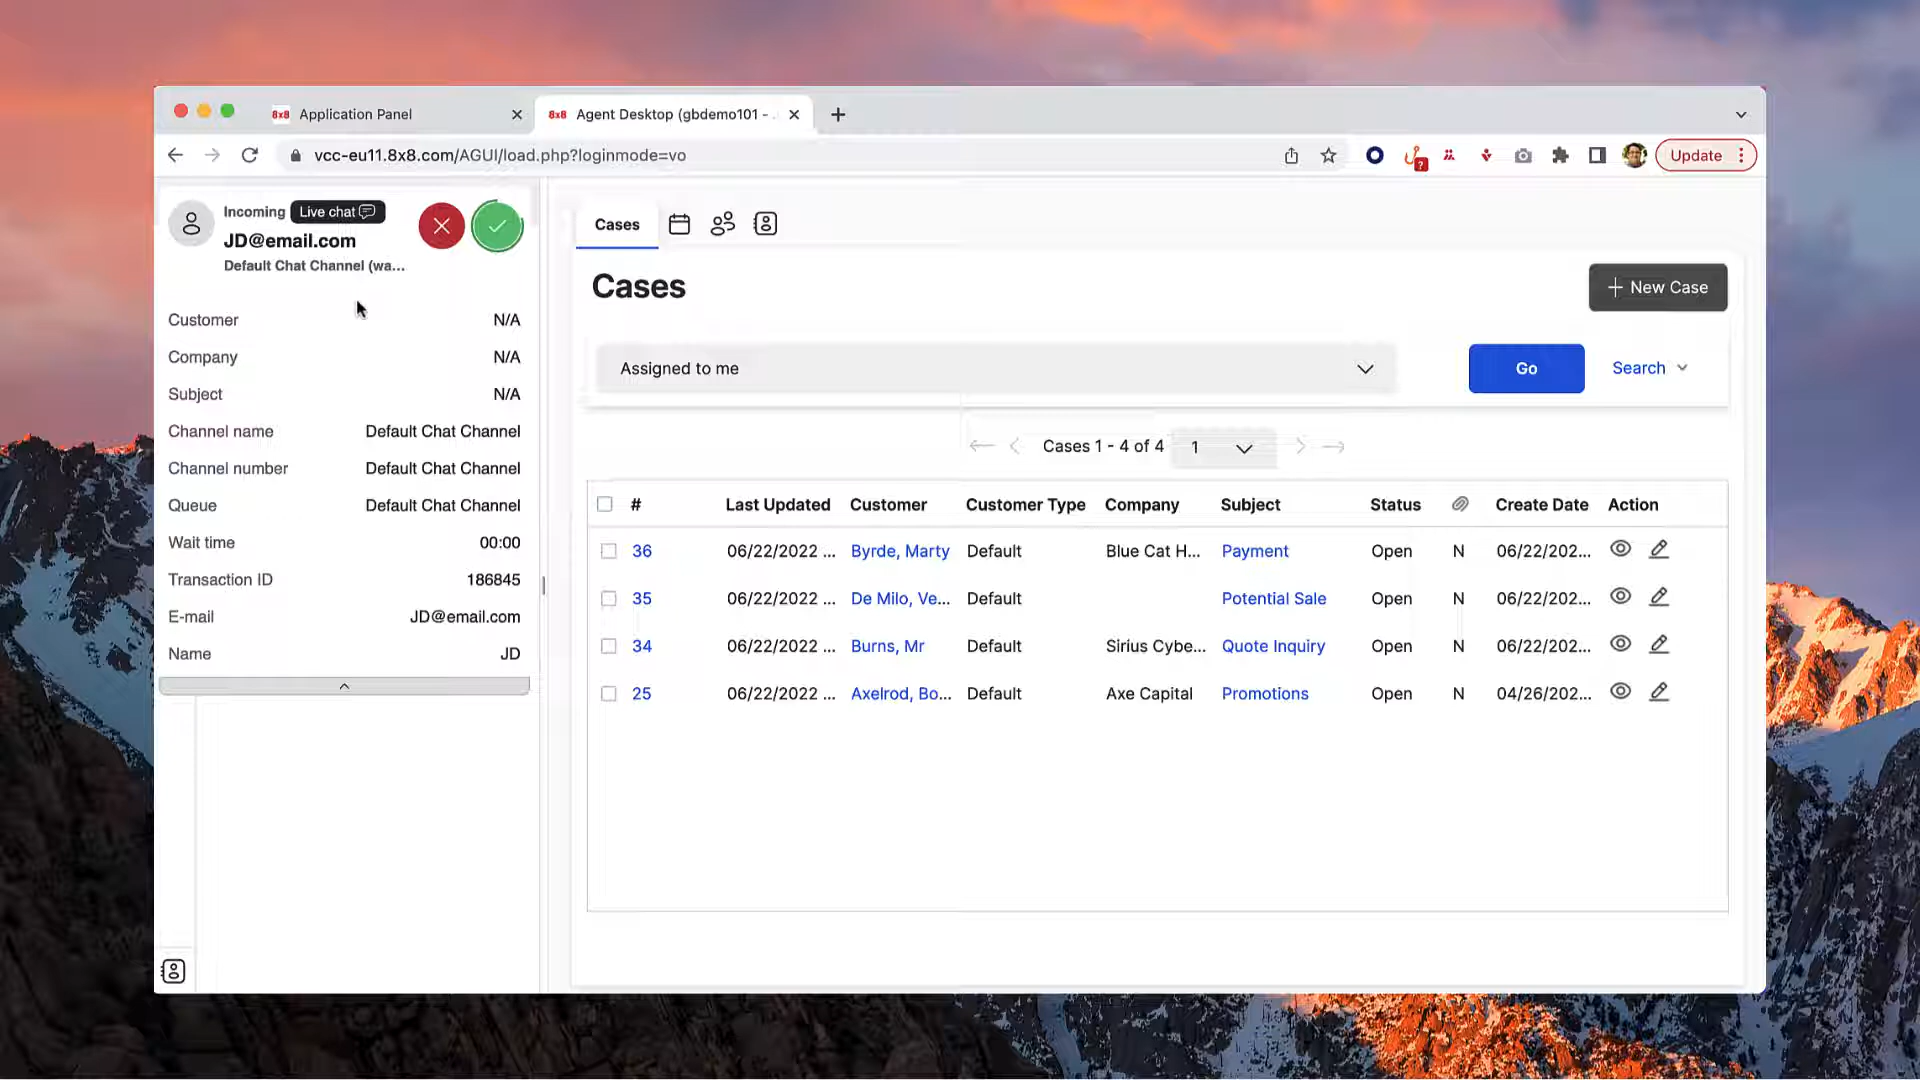 8x8 Application Panel
8x8 Agent Desktop (gbdemo101 -
vcc-eu11.8x8.com/AGUI/load.php?loginmode=vo
?
Update
Incoming Live chat
JD@email.com
Default Chat Channel (wa...
Customer N/A
Company N/A
Subject N/A
Channel name Default Chat Channel
Channel number Default Chat Channel
Queue Default Chat Channel
Wait time 00:00
Transaction ID 186845
E-mail JD@email.com
Name JD
Cases
Cases
+ New Case
Assigned to me
Go
Search
Cases 1 - 4 of 4 1
# Last Updated Customer Customer Type Company Subject Status Create Date Action
36 06/22/2022 ... Byrde, Marty Default Blue Cat H... Payment Open N 06/22/202...
35 06/22/2022 ... De Milo, Ve... Default Potential Sale Open N 06/22/202...
34 06/22/2022 ... Burns, Mr Default Sirius Cybe... Quote Inquiry Open N 06/22/202...
25 06/22/2022 ... Axelrod, Bo... Default Axe Capital Promotions Open N 04/26/202...